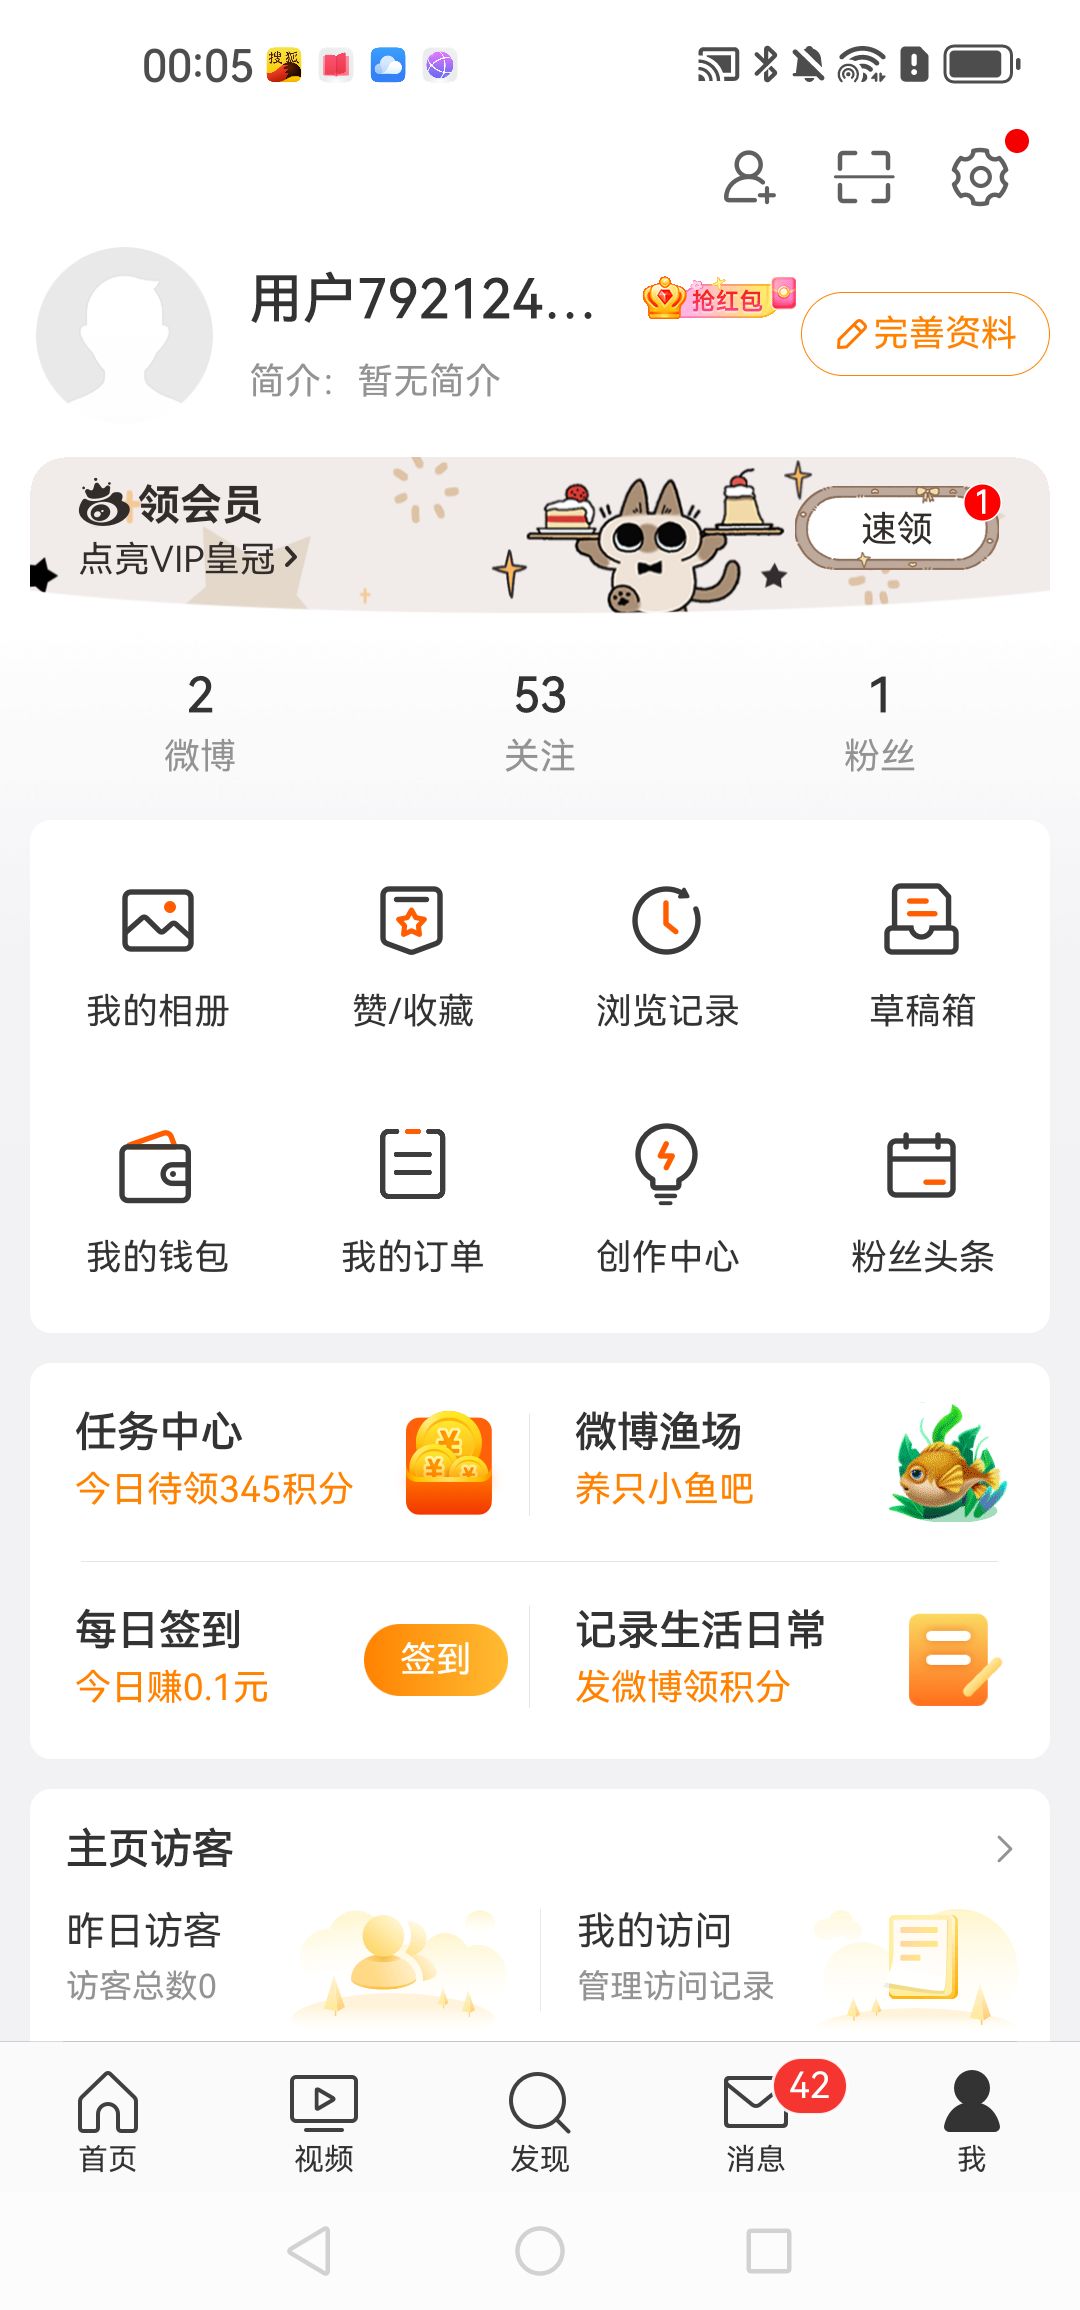 00:05
搜狐
用户792124...
抢红包
完善资料
简介：暂无简介
领会员
点亮VIP皇冠
速领
1
2
53
1
微博
关注
粉丝
我的相册
赞/收藏
浏览记录
草稿箱
我的钱包
我的订单
创作中心
粉丝头条
任务中心
今日待领345积分
微博渔场
养只小鱼吧
每日签到
今日赚0.1元
签到
记录生活日常
发微博领积分
主页访客
昨日访客
访客总数0
我的访问
管理访问记录
42
首页
视频
发现
消息
我